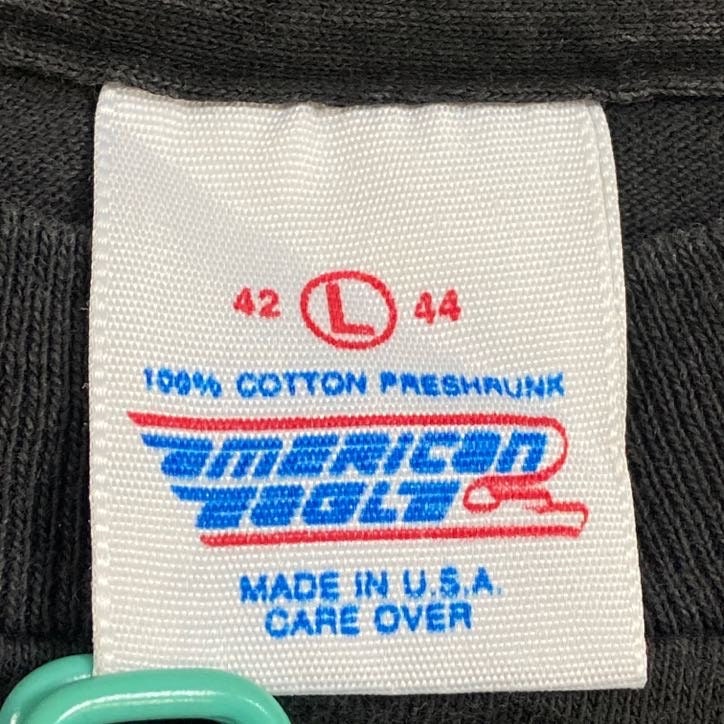 42 L 44
100% COTTON PRESHRUNK
AMERICAN
EAGLE
MADE IN U.S.A.
CARE OVER